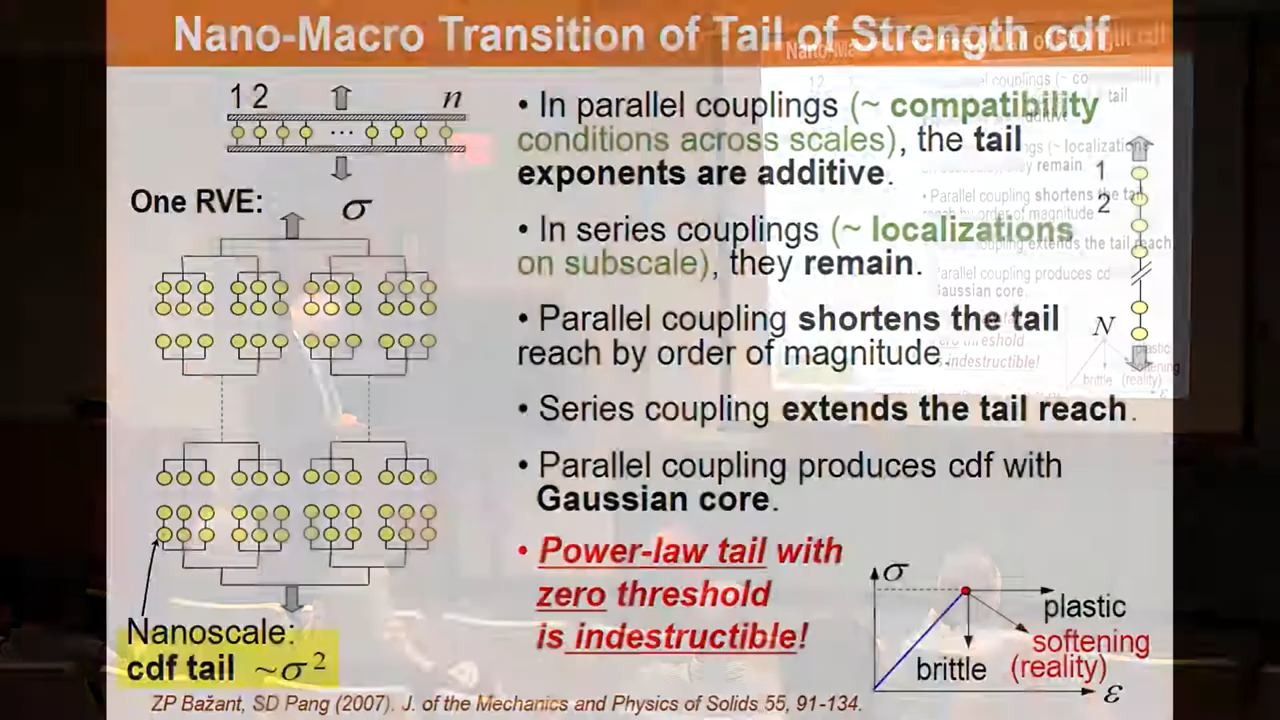 Nano-Macro Transition of Tail of Strength cdf
1 2 n
One RVE: σ
Nanoscale:
cdf tail ~σ²
• In parallel couplings (~ compatibility
conditions across scales), the tail
exponents are additive.
• In series couplings (~ localizations
on subscale), they remain.
• Parallel coupling shortens the tail
reach by order of magnitude.
• Series coupling extends the tail reach.
• Parallel coupling produces cdf with
Gaussian core.
• Power-law tail with
zero threshold
is indestructible!
1
2
N
σ
plastic
softening
brittle (reality)
ε
ZP Bažant, SD Pang (2007). J. of the Mechanics and Physics of Solids 55, 91-134.